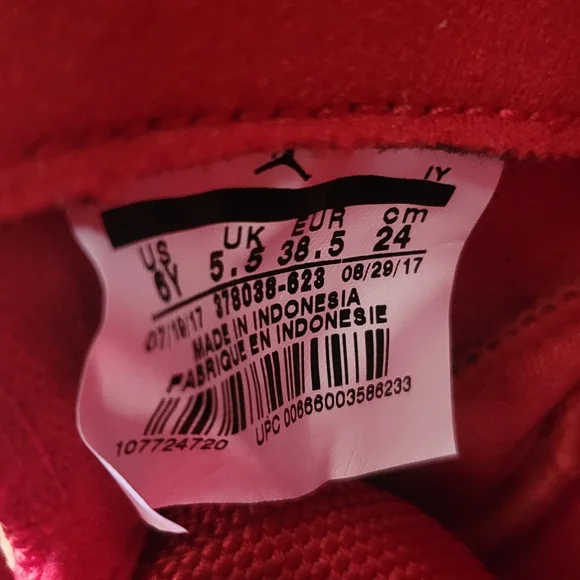 IY
US UK EUR cm
6Y 5.5 38.5 24
07/19/17 378038-623 08/29/17
MADE IN INDONESIA
FABRIQUE EN INDONESIE
107724720
UPC 00666003586233